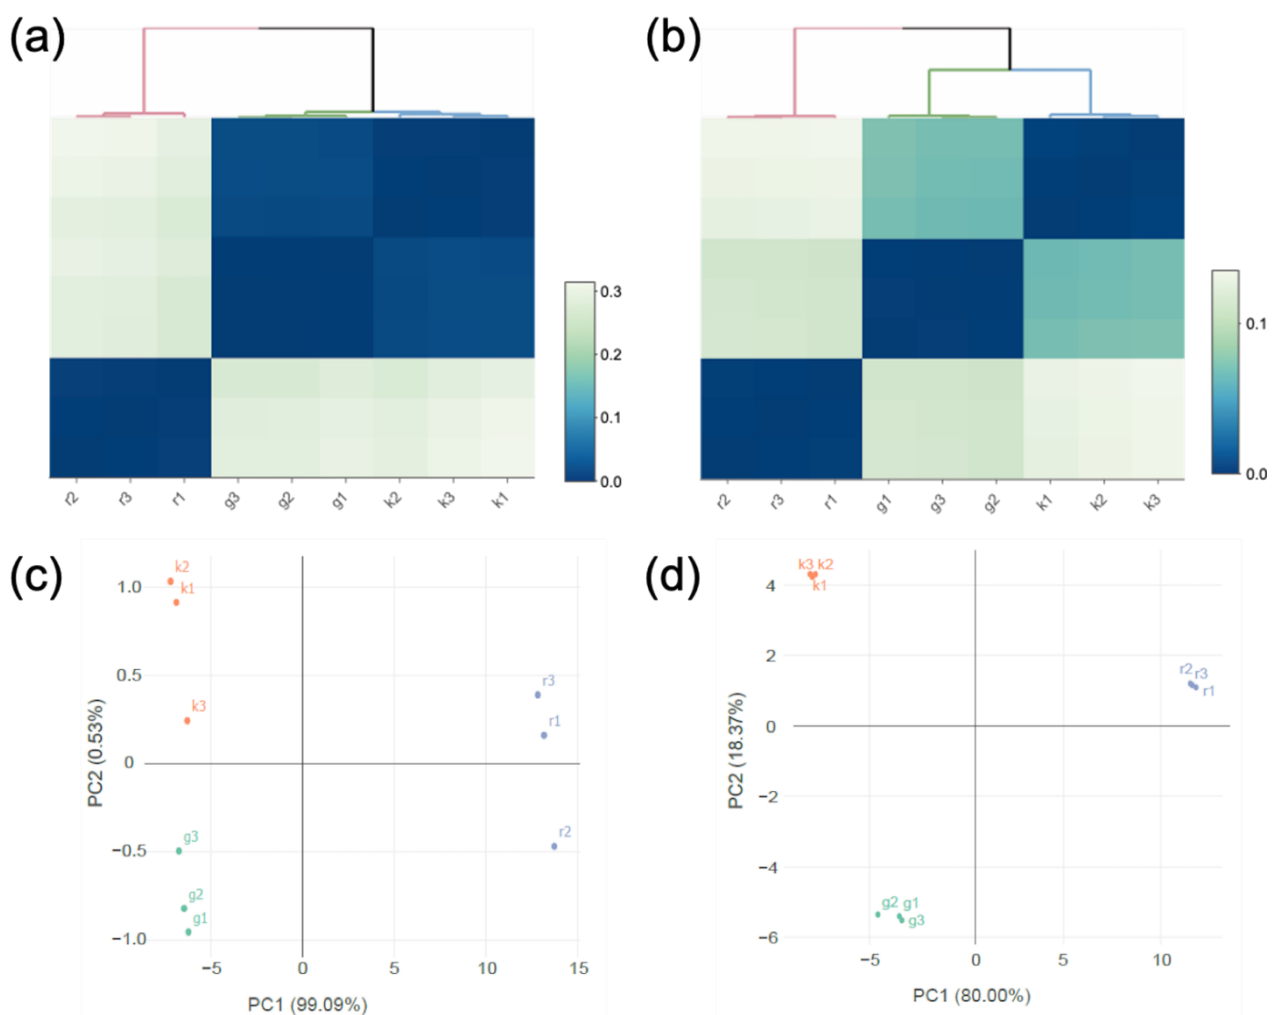 (a)
(b)
0.3
0.2
0.1
0.0
0.1
0.0
r2 r3 r1 g3 g2 g1 k2 k3 k1
r2 r3 r1 g1 g3 g2 k1 k2 k3
(c)
k2
k1
k3
r3
r1
r2
g3
g2
g1
1.0
0.5
0
−0.5
−1.0
PC2 (0.53%)
−5 0 5 10 15
PC1 (99.09%)
(d)
k3 k2
k1
r2 r3
r1
g2 g1
g3
4
2
0
−2
−4
−6
PC2 (18.37%)
−5 0 5 10
PC1 (80.00%)